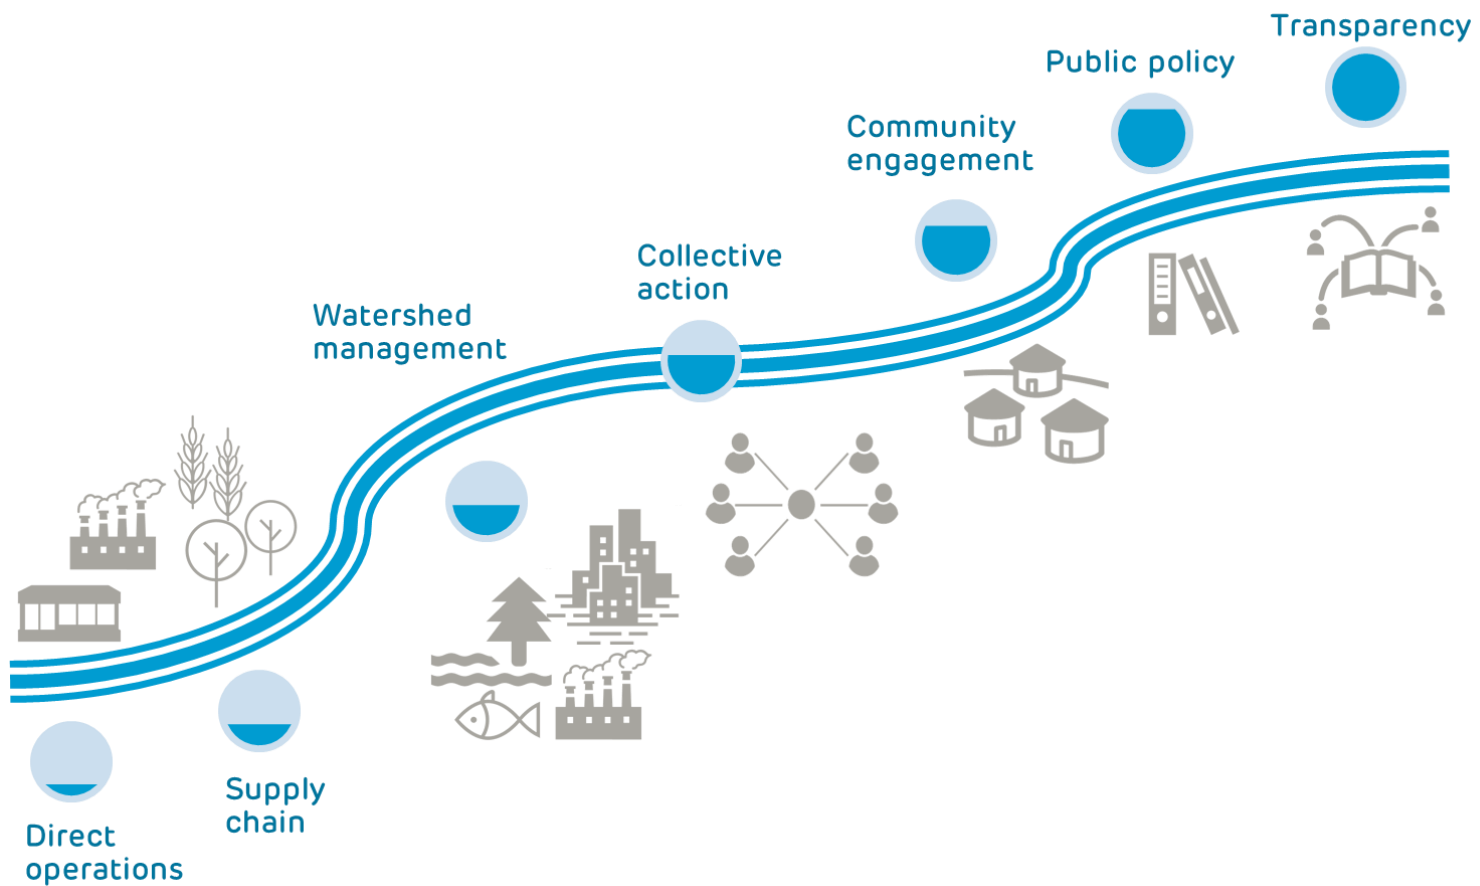 Direct
operations
Supply
chain
Watershed
management
Collective
action
Community
engagement
Public policy
Transparency